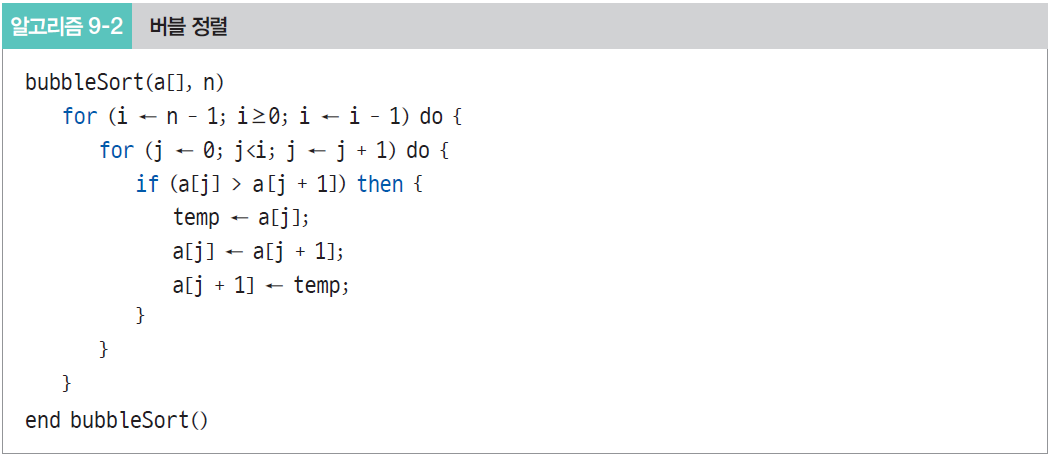 알고리즘 9-2 버블 정렬
bubbleSort(a[], n)
for (i ← n - 1; i≥0; i ← i - 1) do {
for (j ← 0; j<i; j ← j + 1) do {
if (a[j] > a[j + 1]) then {
temp ← a[j];
a[j] ← a[j + 1];
a[j + 1] ← temp;
}
}
}
end bubbleSort()